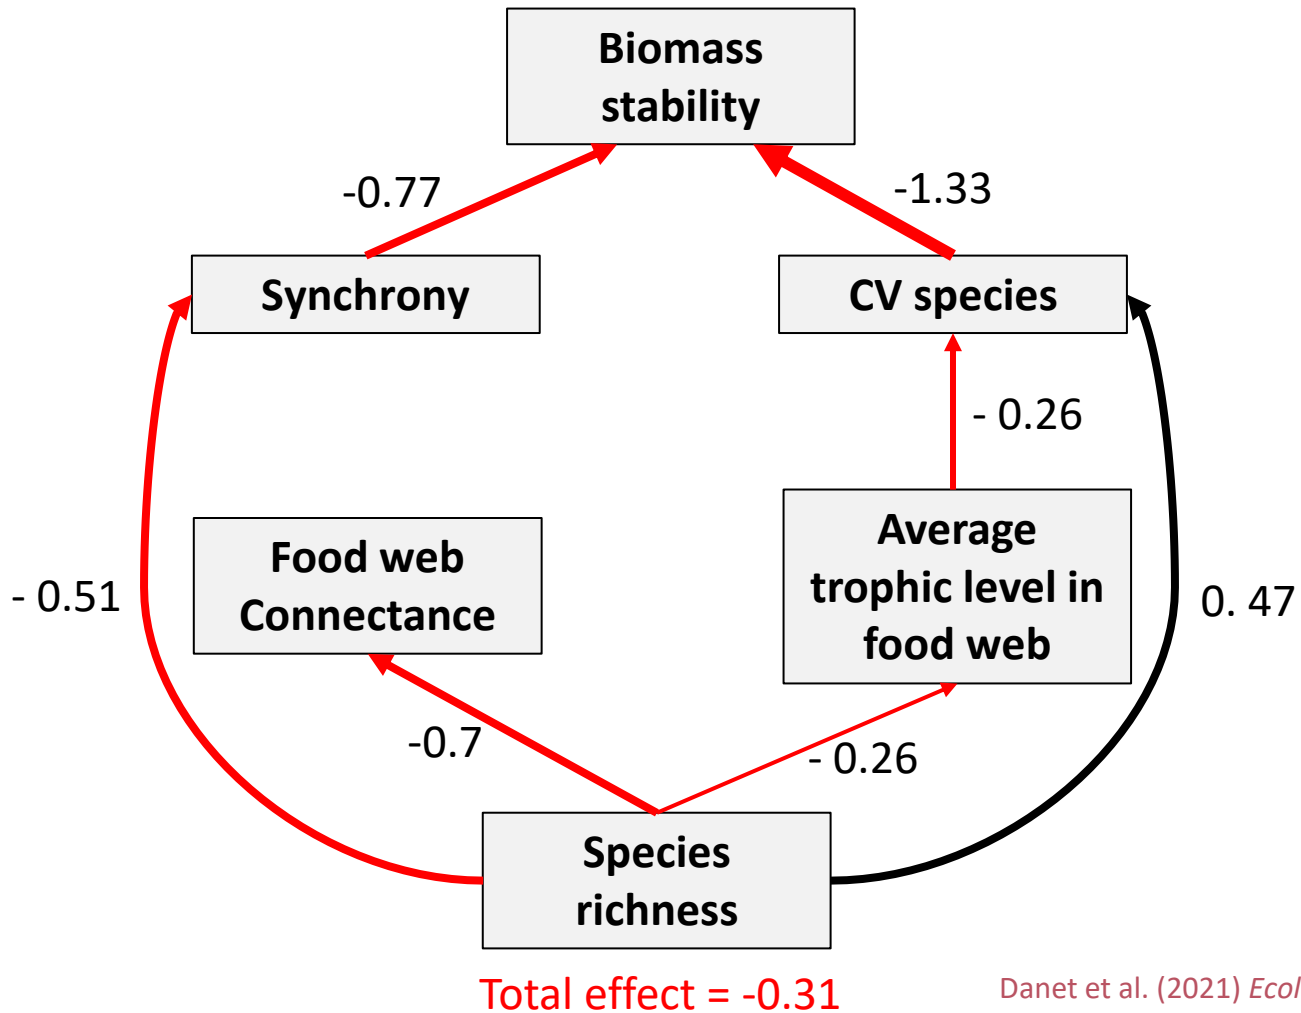 Biomass
stability
-0.77
-1.33
Synchrony
CV species
- 0.26
Food web
Connectance
Average
trophic level in
food web
- 0.51
0. 47
-0.7
- 0.26
Species
richness
Total effect = -0.31
Danet et al. (2021) Ecol